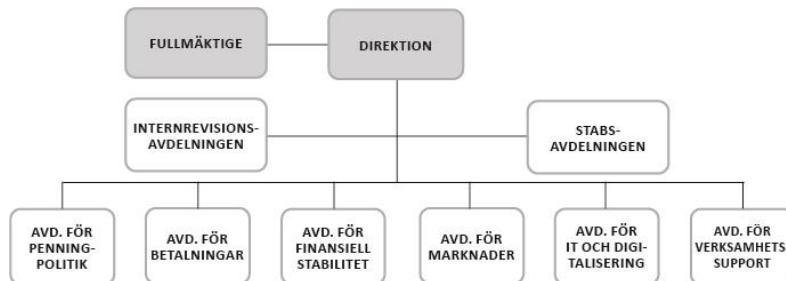 FULLMÄKTIGE
DIREKTION
INTERNREVISIONS-
AVDELNINGEN
STABS-
AVDELNINGEN
AVD. FÖR
PENNING-
POLITIK
AVD. FÖR
BETALNINGAR
AVD. FÖR
FINANSIELL
STABILITET
AVD. FÖR
MARKNADER
AVD. FÖR
IT OCH DIGI-
TALISERING
AVD. FÖR
VERKSAMHETS
SUPPORT